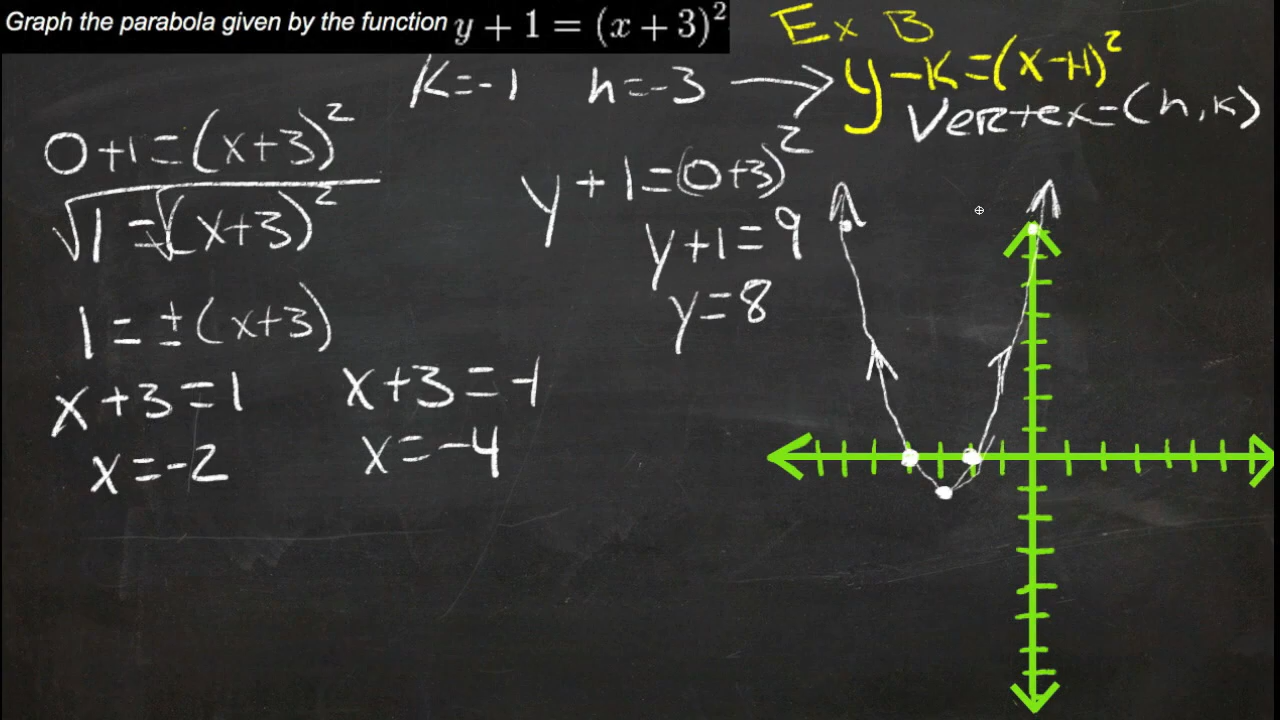 Graph the parabola given by the function y + 1 = (x + 3)²
Ex B
y-k=(x-H)²
Vertex=(h,k)
K=-1 h=-3
0+1=(x+3)²
√1=√(x+3)²
1=±(x+3)
x+3=1 x+3=-1
x=-2 x=-4
y+1=(0+3)²
y+1=9
y=8